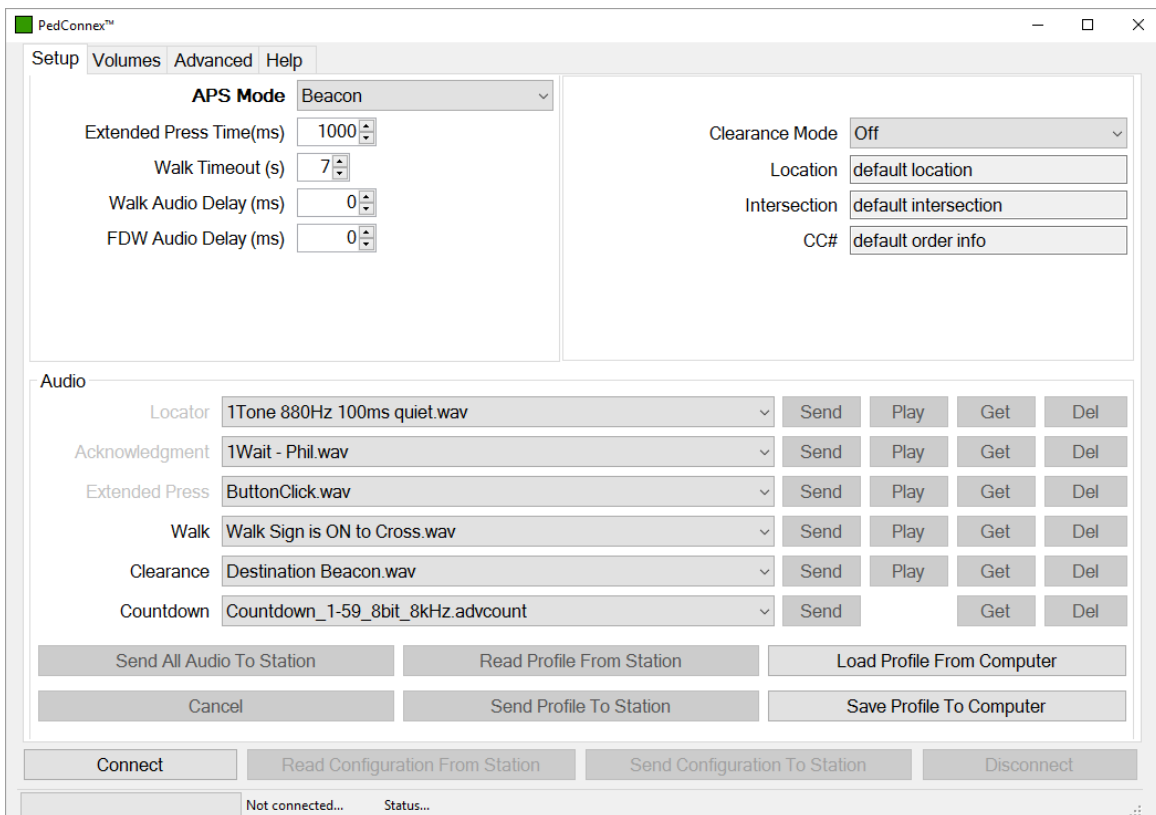 PedConnex™
Setup Volumes Advanced Help
APS Mode Beacon
Extended Press Time(ms) 1000
Walk Timeout (s) 7
Walk Audio Delay (ms) 0
FDW Audio Delay (ms) 0
Clearance Mode Off
Location default location
Intersection default intersection
CC# default order info
Audio
Locator 1Tone 880Hz 100ms quiet.wav Send Play Get Del
Acknowledgment 1Wait - Phil.wav Send Play Get Del
Extended Press ButtonClick.wav Send Play Get Del
Walk Walk Sign is ON to Cross.wav Send Play Get Del
Clearance Destination Beacon.wav Send Play Get Del
Countdown Countdown_1-59_8bit_8kHz.advcount Send Get Del
Send All Audio To Station Read Profile From Station Load Profile From Computer
Cancel Send Profile To Station Save Profile To Computer
Connect Read Configuration From Station Send Configuration To Station Disconnect
Not connected... Status...